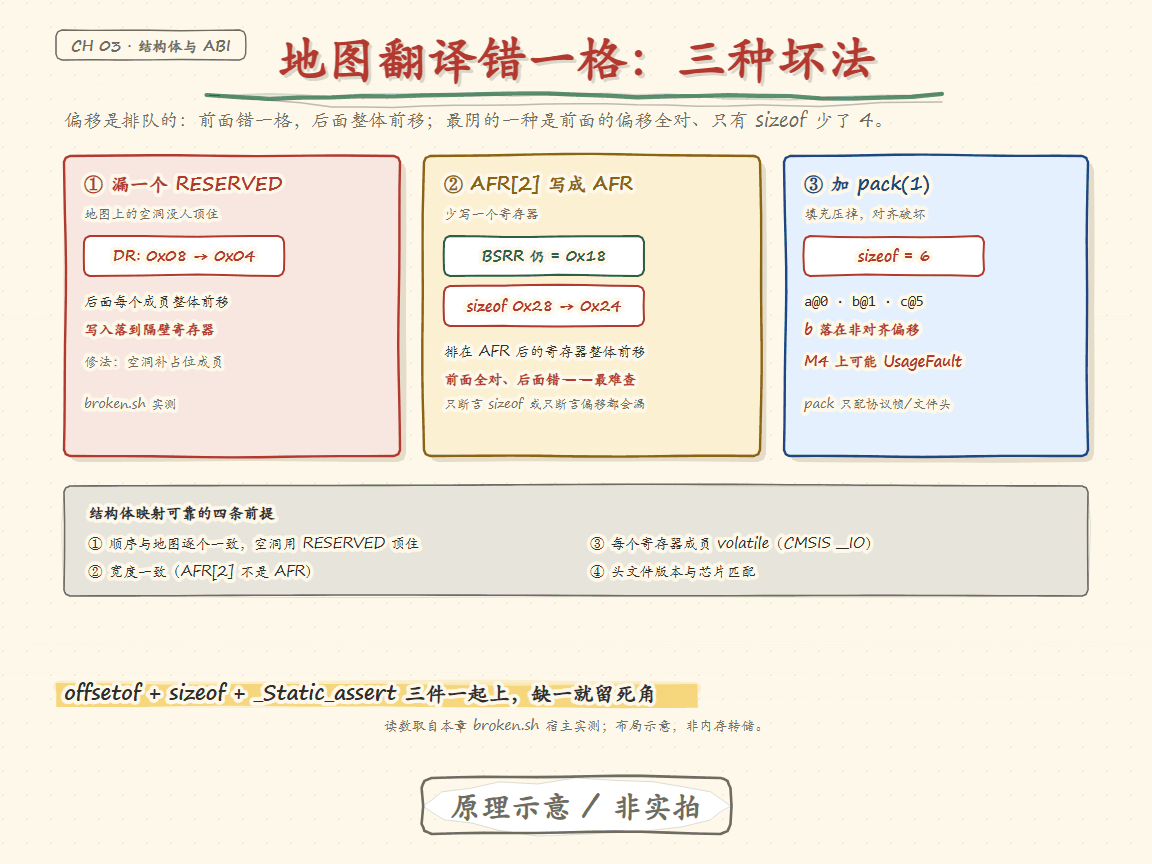 CH 03 · 结构体与 ABI
地图翻译错一格：三种坏法
偏移是排队的：前面错一格，后面整体前移；最阴的一种是前面的偏移全对、只有 sizeof 少了 4。
① 漏一个 RESERVED
地图上的空洞没人顶住
DR: 0x08 → 0x04
后面每个成员整体前移
写入落到隔壁寄存器
修法：空洞补占位成员
broken.sh 实测
② AFR[2] 写成 AFR
少写一个寄存器
BSRR 仍 = 0x18
sizeof 0x28 → 0x24
排在 AFR 后的寄存器整体前移
前面全对、后面错——最难查
只断言 sizeof 或只断言偏移都会漏
③ 加 pack(1)
填充压掉，对齐破坏
sizeof = 6
a@0 · b@1 · c@5
b 落在非对齐偏移
M4 上可能 UsageFault
pack 只配协议帧/文件头
结构体映射可靠的四条前提
① 顺序与地图逐个一致，空洞用 RESERVED 顶住
② 宽度一致（AFR[2] 不是 AFR）
③ 每个寄存器成员 volatile（CMSIS __IO）
④ 头文件版本与芯片匹配
offsetof + sizeof + _Static_assert 三件一起上，缺一就留死角
读数取自本章 broken.sh 宿主实测；布局示意，非内存转储。
原理示意 / 非实拍